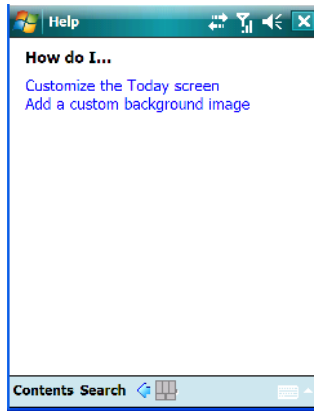 Help
How do I...
Customize the Today screen
Add a custom background image
Contents Search